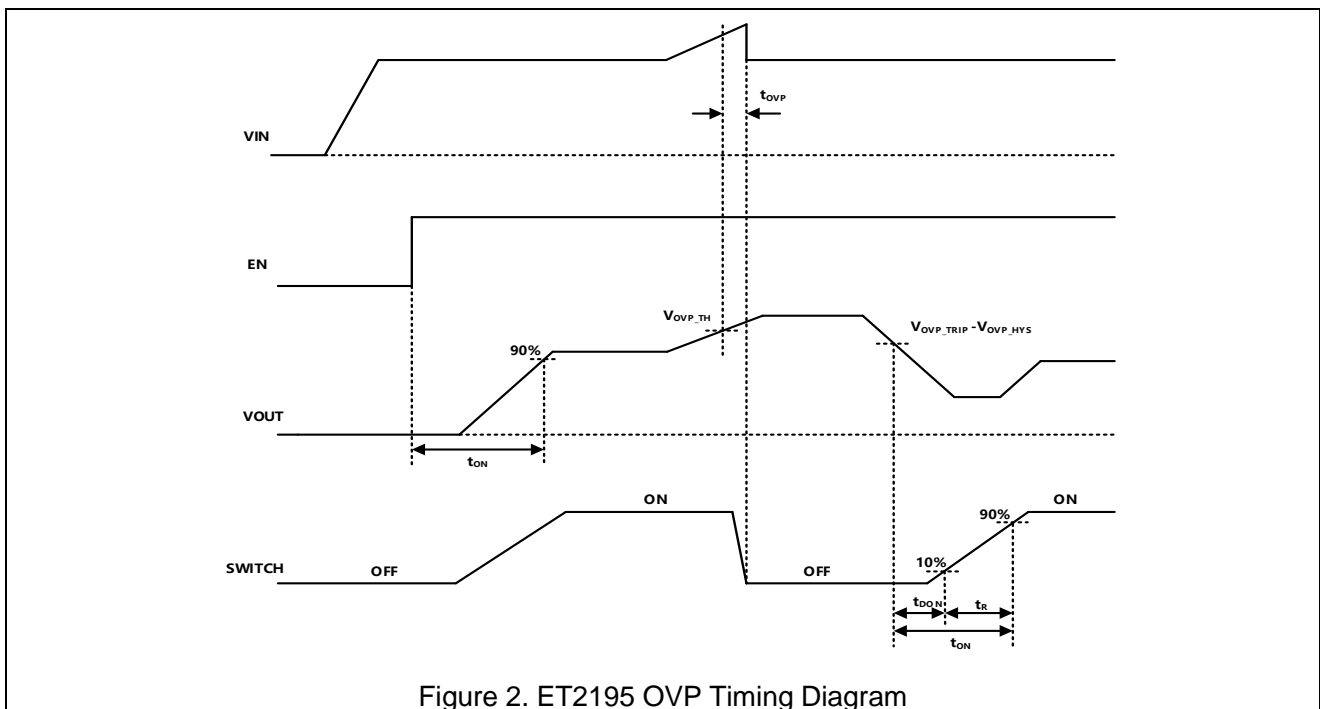 tOVP
VIN
EN
VOVP_TH
VOVP_TRIP -VOVP_HYS
90%
VOUT
tON
ON
ON
90%
SWITCH
OFF
OFF
10%
tDON
tR
tON
Figure 2. ET2195 OVP Timing Diagram